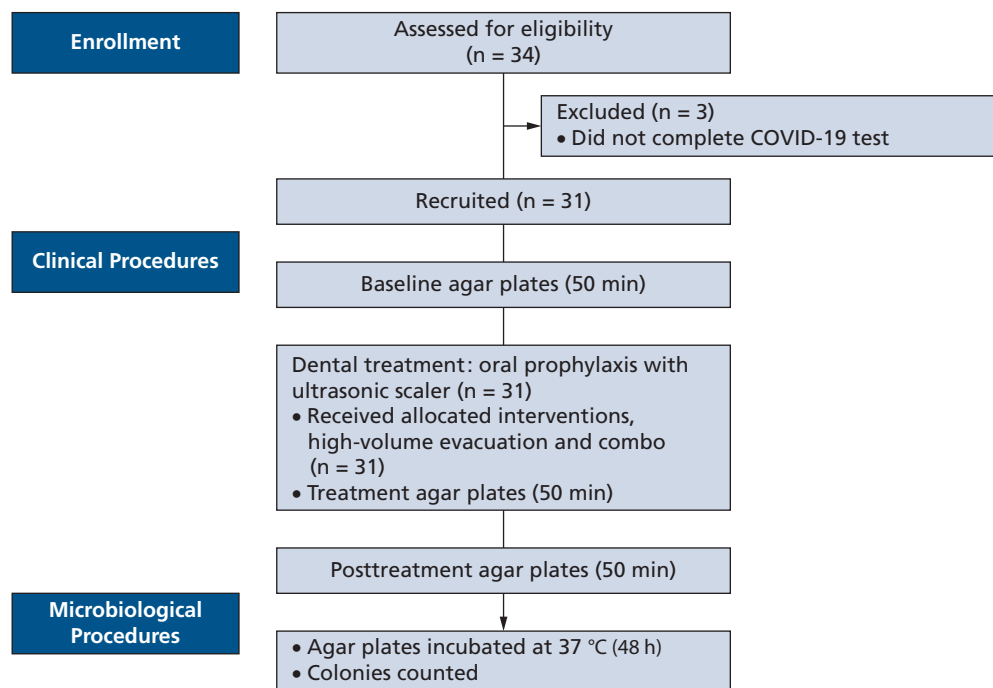 Enrollment
Assessed for eligibility
(n = 34)
Excluded (n = 3)
• Did not complete COVID-19 test
Recruited (n = 31)
Clinical Procedures
Baseline agar plates (50 min)
Dental treatment: oral prophylaxis with
ultrasonic scaler (n = 31)
• Received allocated interventions,
high-volume evacuation and combo
(n = 31)
• Treatment agar plates (50 min)
Posttreatment agar plates (50 min)
Microbiological
Procedures
• Agar plates incubated at 37 °C (48 h)
• Colonies counted